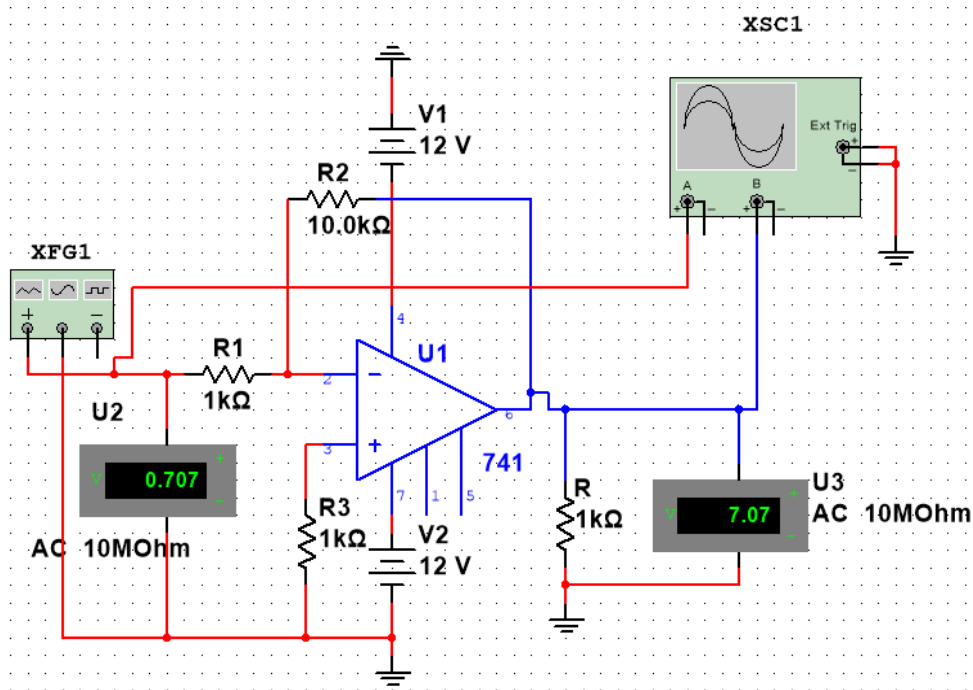 XSC1
V1
12 V
Ext Trig
+
−
R2
10.0kΩ
A
B
+ − + −
XFG1
+ −
4
U1
R1
1kΩ
2 −
6
U2
+
3
741
V 0.707
−
7 1 5
R3
1kΩ
V2
12 V
R
1kΩ
U3
+
V 7.07
−
AC 10MOhm
AC 10MOhm